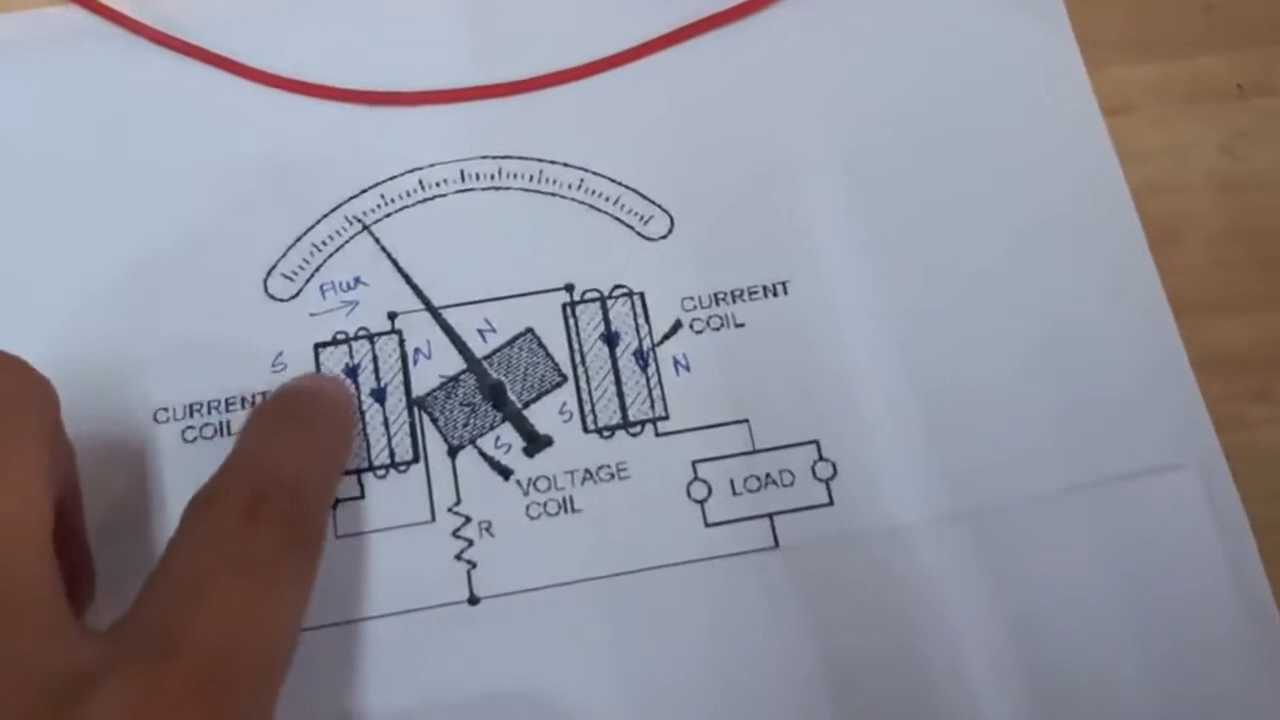 Flux
S
N
N
CURRENT
COIL
N
CURRENT
COIL
S
S
VOLTAGE
COIL
LOAD
R